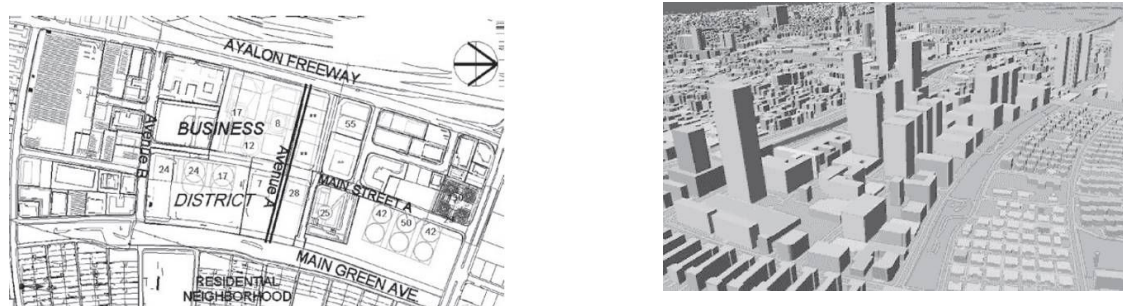 AYALON FREEWAY
17
BUSINESS
8
55
12
Avenue B
Avenue A
24
24
17
7
28
MAIN STREET A
DISTRICT
25
47
50
42
MAIN GREEN AVE
RESIDENTIAL
NEIGHBORHOOD